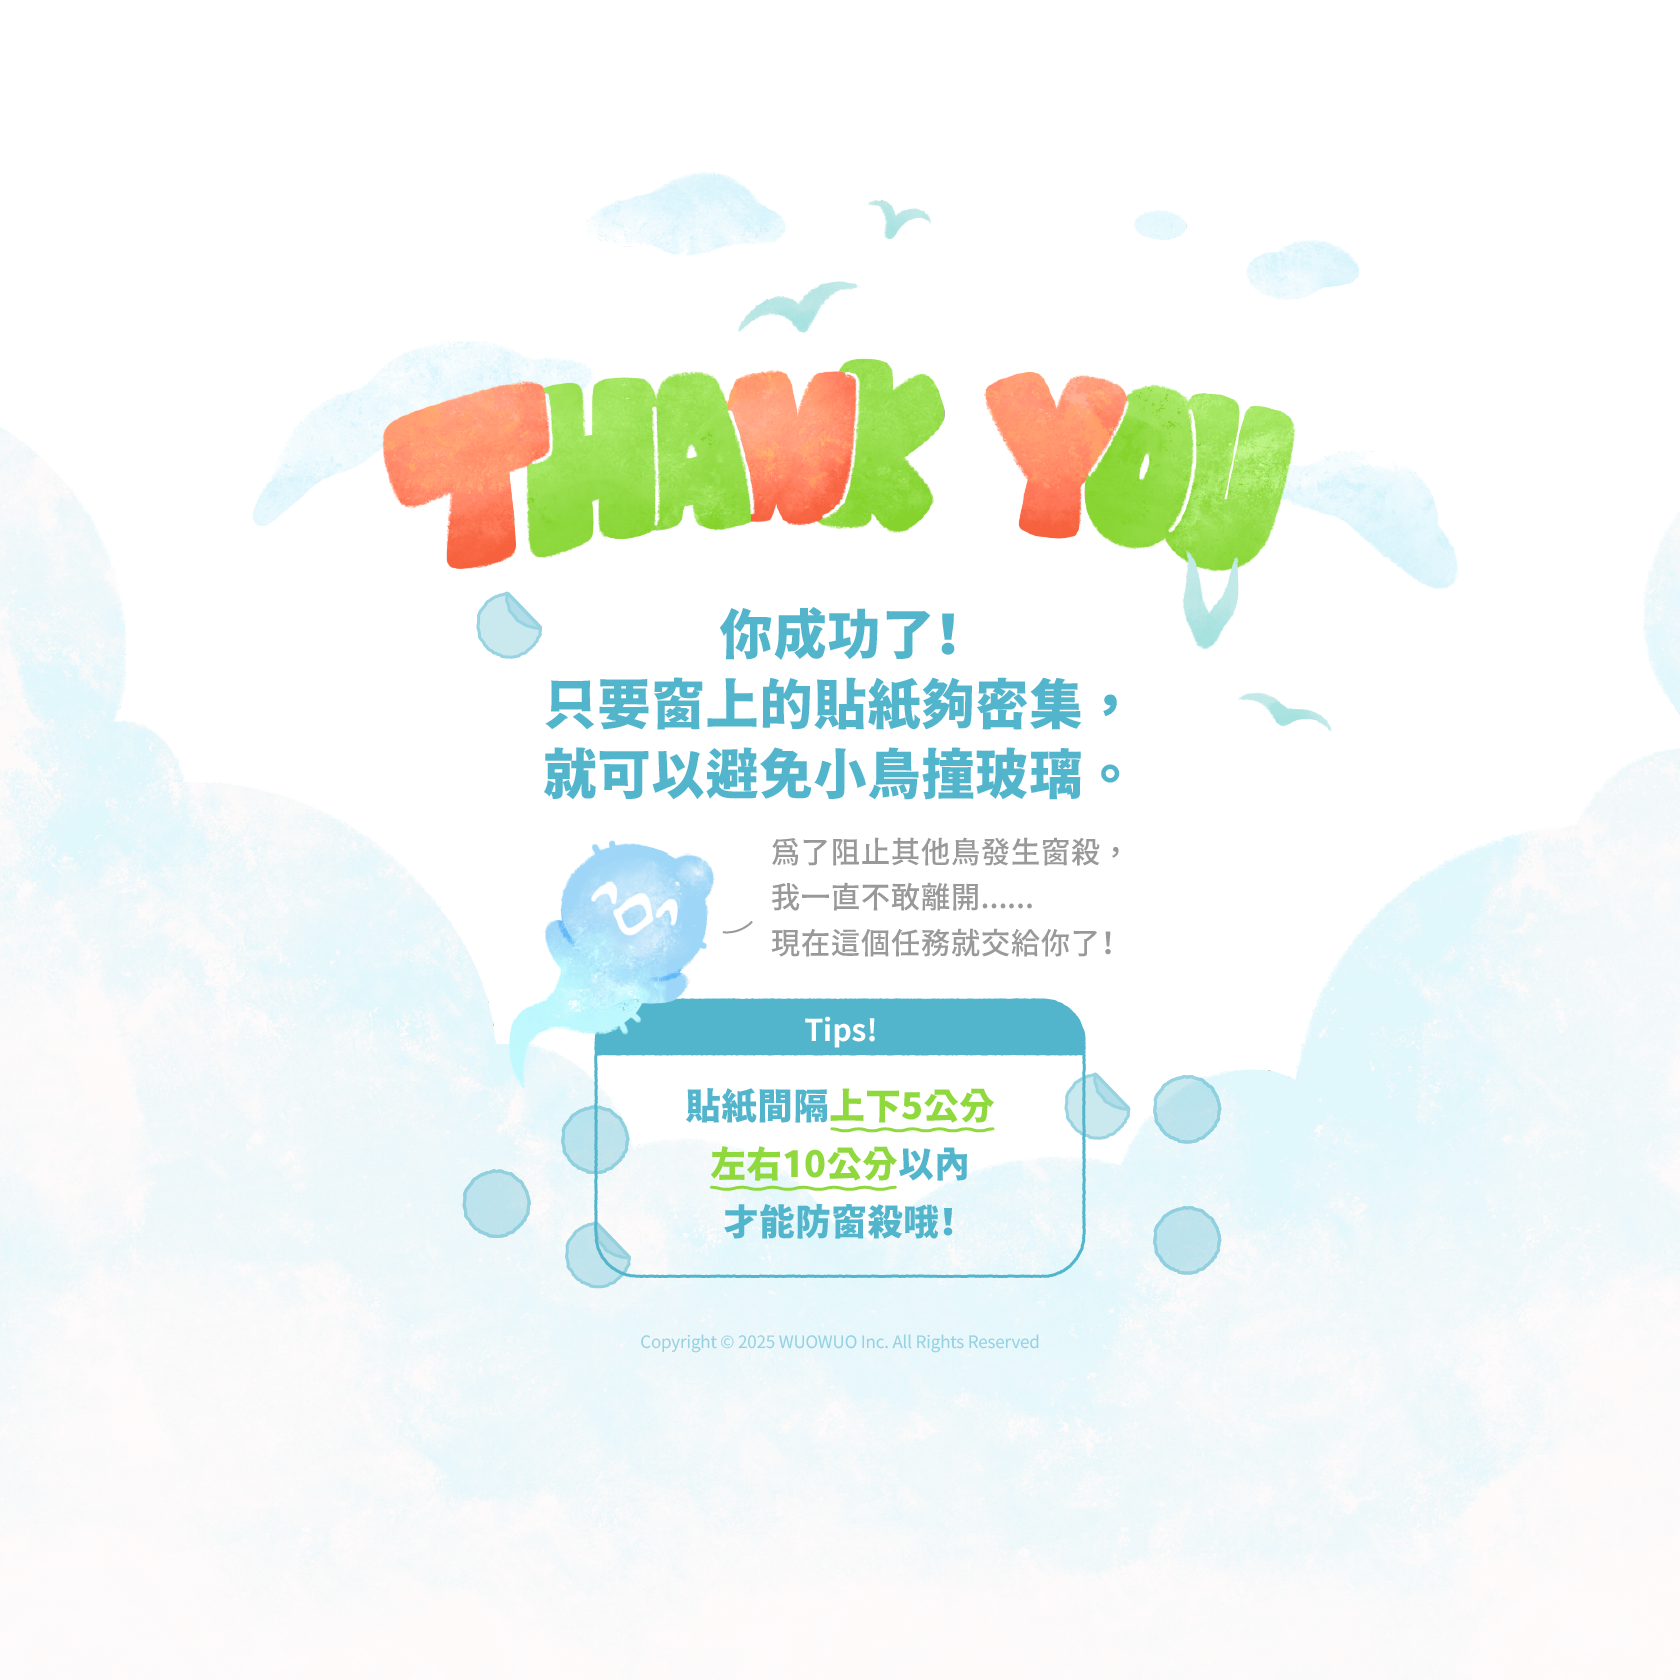 THANK YOU
你成功了！
只要窗上的貼紙夠密集，
就可以避免小鳥撞玻璃。
為了阻止其他鳥發生窗殺，
我一直不敢離開......
現在這個任務就交給你了！
Tips!
貼紙間隔上下5公分
左右10公分以內
才能防窗殺哦！
Copyright © 2025 WUOWUO Inc. All Rights Reserved